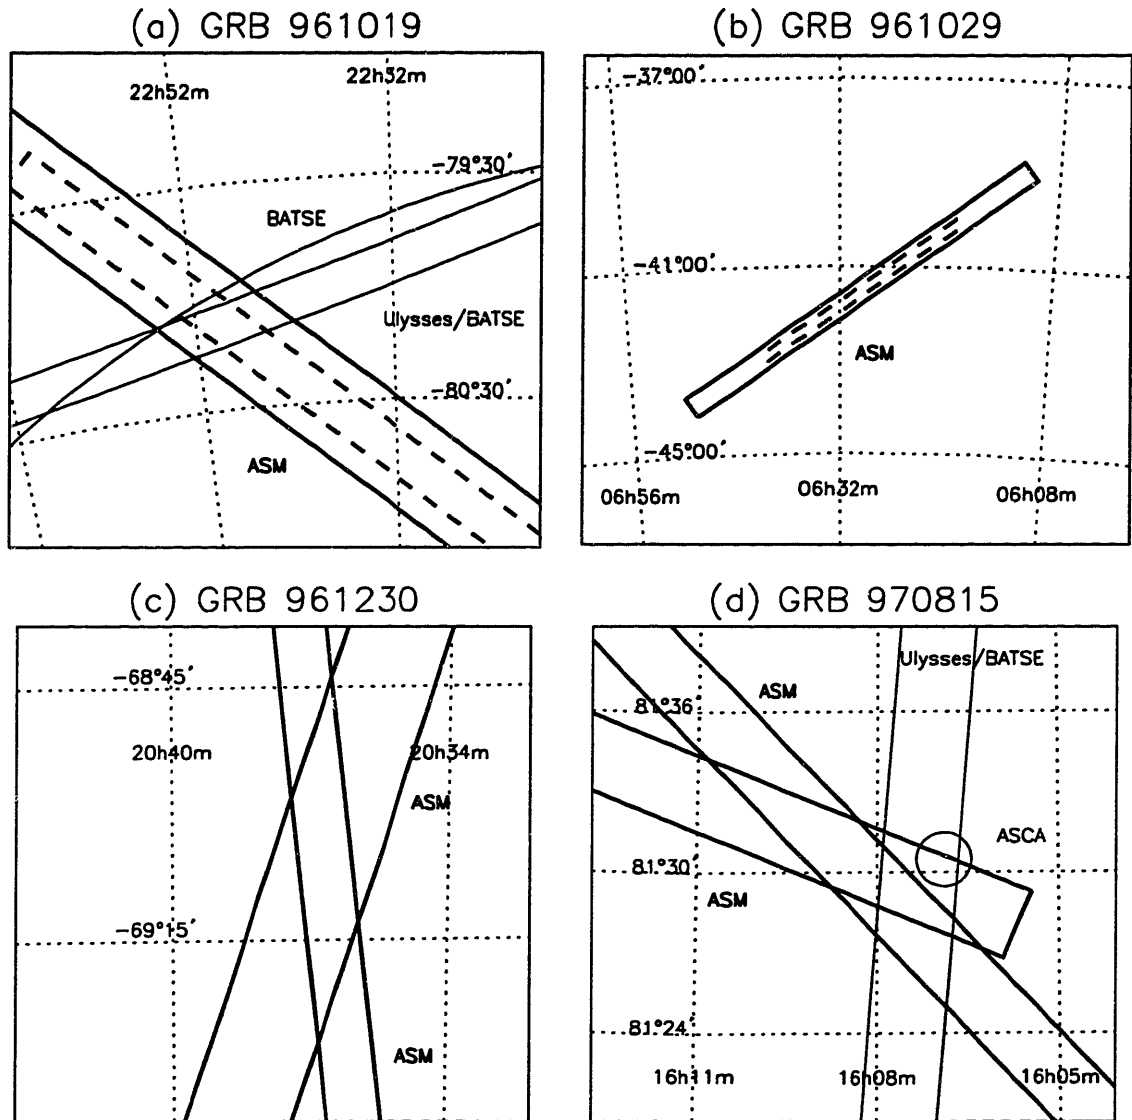 (a) GRB 961019
22h52m
22h32m
-79°30′
BATSE
Ulysses/BATSE
-80°30′
ASM
(b) GRB 961029
-37°00′
-41°00′
ASM
-45°00′
06h56m
06h32m
06h08m
(c) GRB 961230
-68°45′
20h40m
20h34m
ASM
-69°15′
ASM
(d) GRB 970815
Ulysses/BATSE
ASM
81°36′
ASCA
81°30′
ASM
81°24′
16h11m
16h08m
16h05m